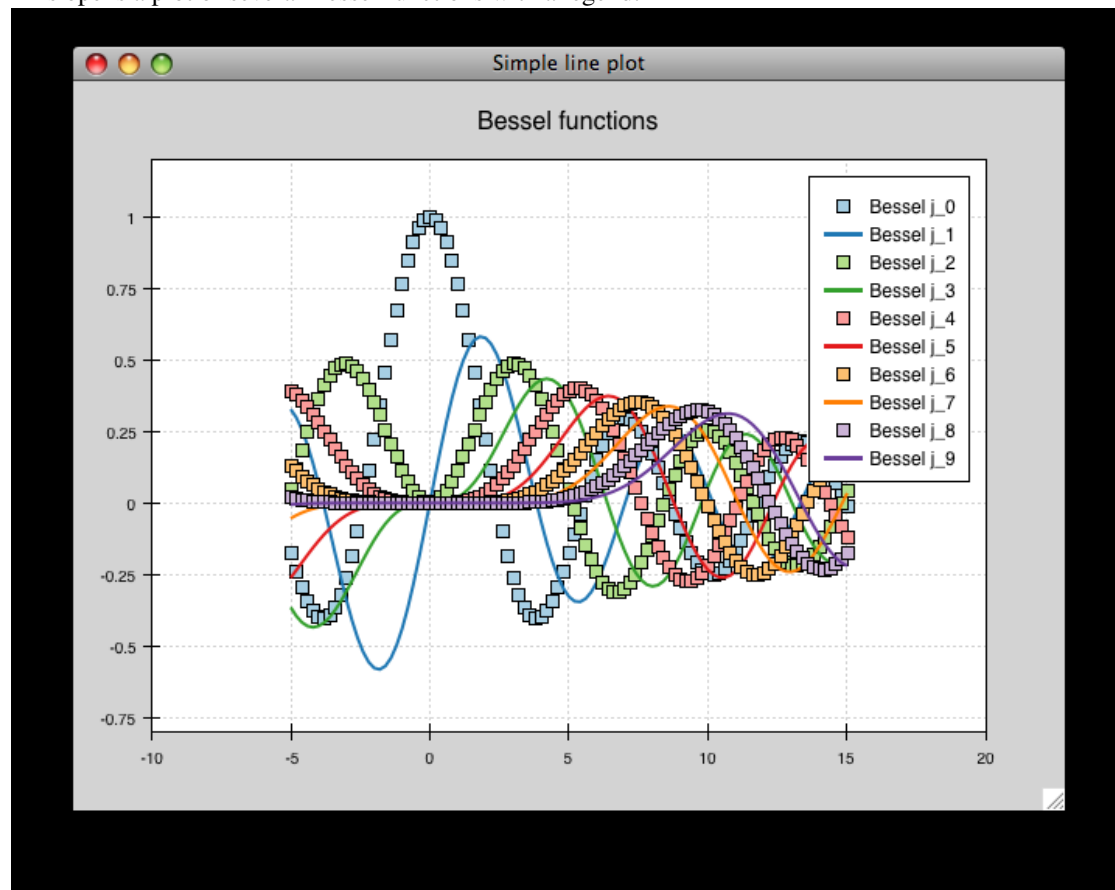 Simple line plot
Bessel functions
Bessel j_0
Bessel j_1
Bessel j_2
Bessel j_3
Bessel j_4
Bessel j_5
Bessel j_6
Bessel j_7
Bessel j_8
Bessel j_9
1
0.75
0.5
0.25
0
-0.25
-0.5
-0.75
-10 -5 0 5 10 15 20